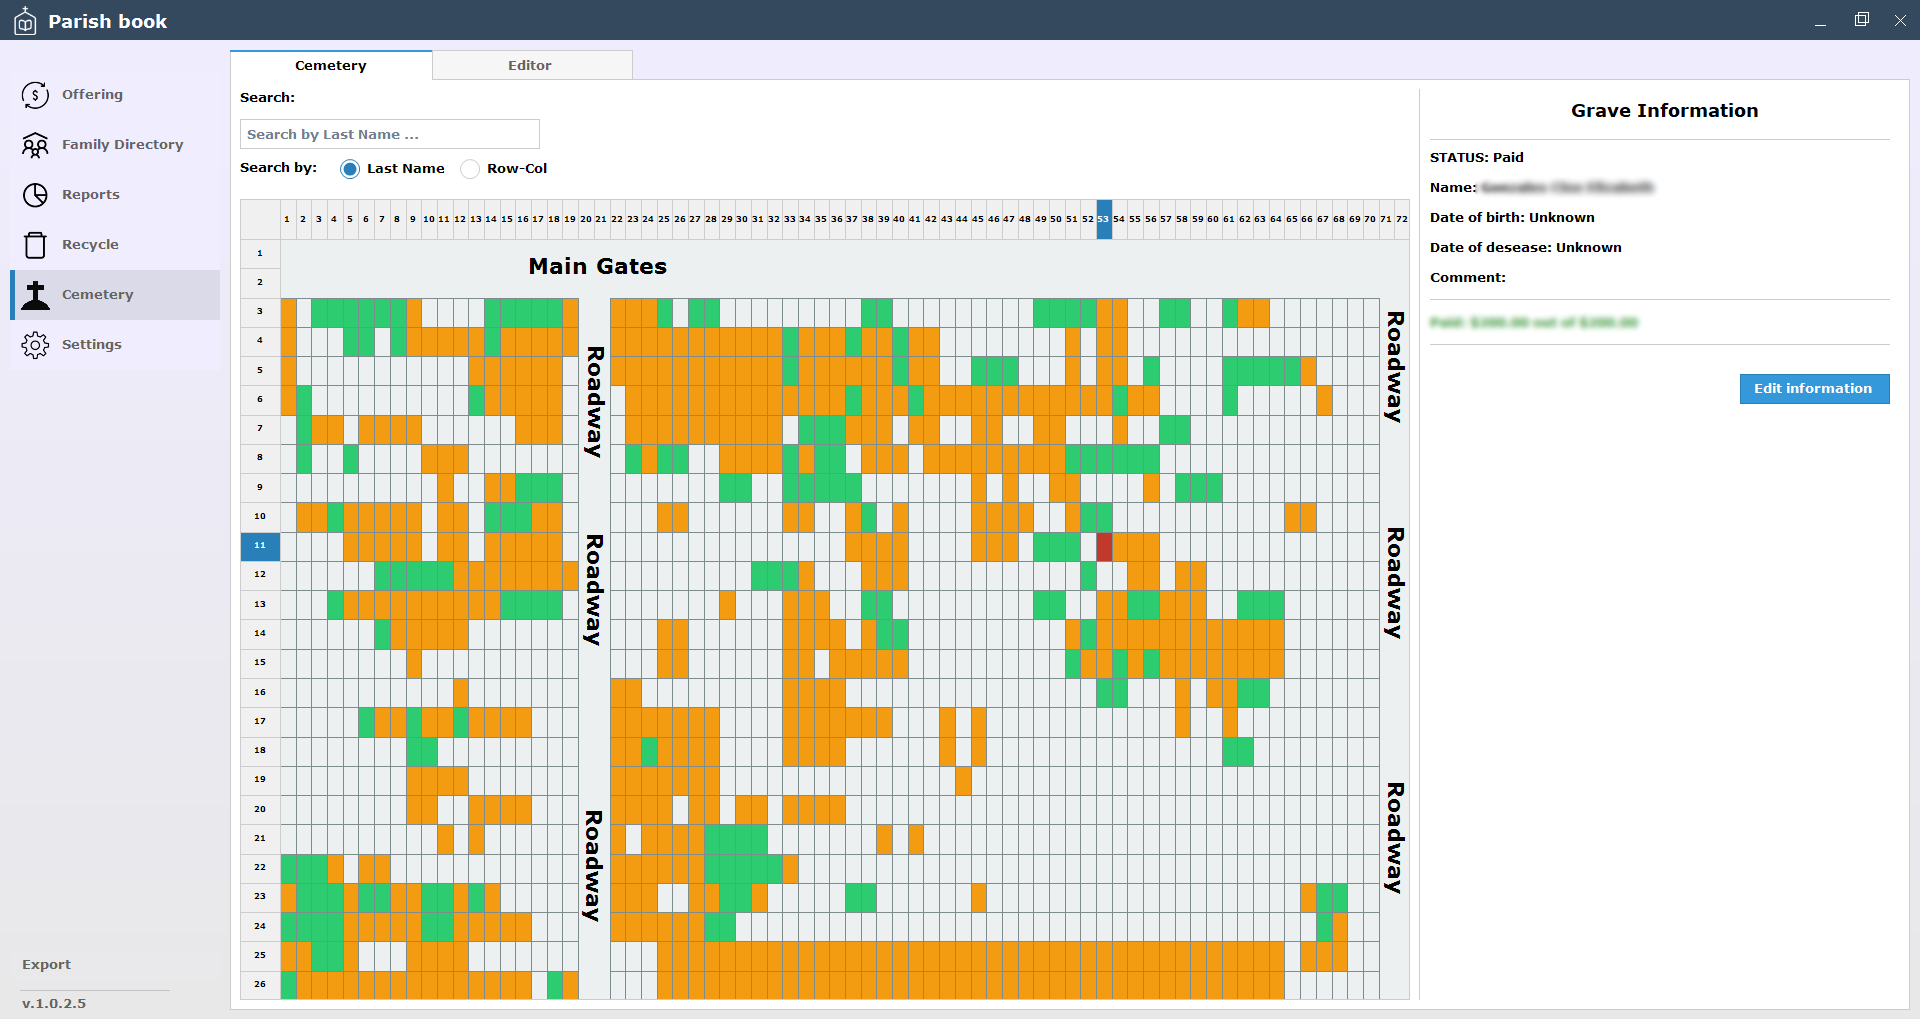 Parish book
Offering
Family Directory
Reports
Recycle
Cemetery
Settings
Export
v.1.0.2.5
Cemetery Editor
Search:
Search by Last Name ...
Search by: Last Name Row-Col
1 2 3 4 5 6 7 8 9 10 11 12 13 14 15 16 17 18 19 20 21 22 23 24 25 26 27 28 29 30 31 32 33 34 35 36 37 38 39 40 41 42 43 44 45 46 47 48 49 50 51 52 53 54 55 56 57 58 59 60 61 62 63 64 65 66 67 68 69 70 71 72
1
Main Gates
2
3
4
5
6
7
8
9
10
11
12
13
14
15
16
17
18
19
20
21
22
23
24
25
26
Roadway
Roadway
Roadway
Roadway
Roadway
Roadway
Grave Information
STATUS: Paid
Name:
Date of birth: Unknown
Date of desease: Unknown
Comment:
Edit information